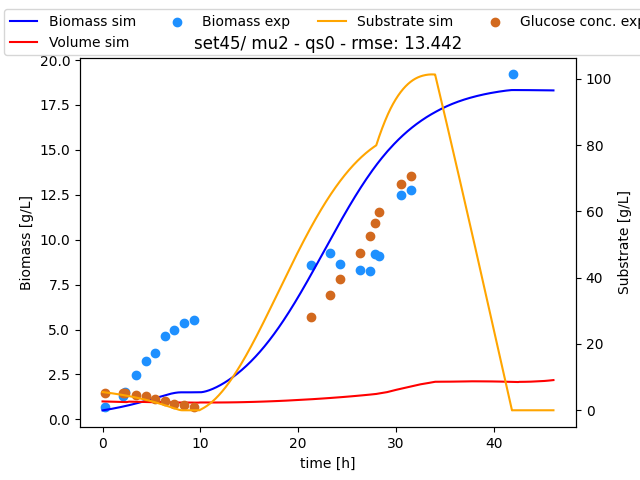 Biomass sim Biomass exp Substrate sim Glucose conc. exp
Volume sim
set45/ mu2 - qs0 - rmse: 13.442
20.0
17.5
15.0
12.5
10.0
7.5
5.0
2.5
0.0
Biomass [g/L]
100
80
60
40
20
0
Substrate [g/L]
0 10 20 30 40
time [h]